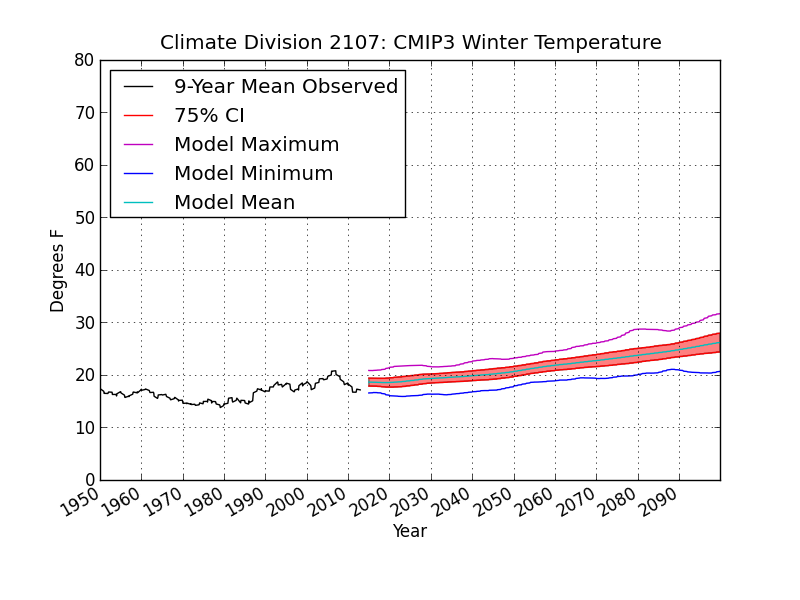 Climate Division 2107: CMIP3 Winter Temperature
80
70
60
50
40
30
20
10
0
Degrees F
9-Year Mean Observed
75% CI
Model Maximum
Model Minimum
Model Mean
1950 1960 1970 1980 1990 2000 2010 2020 2030 2040 2050 2060 2070 2080 2090
Year